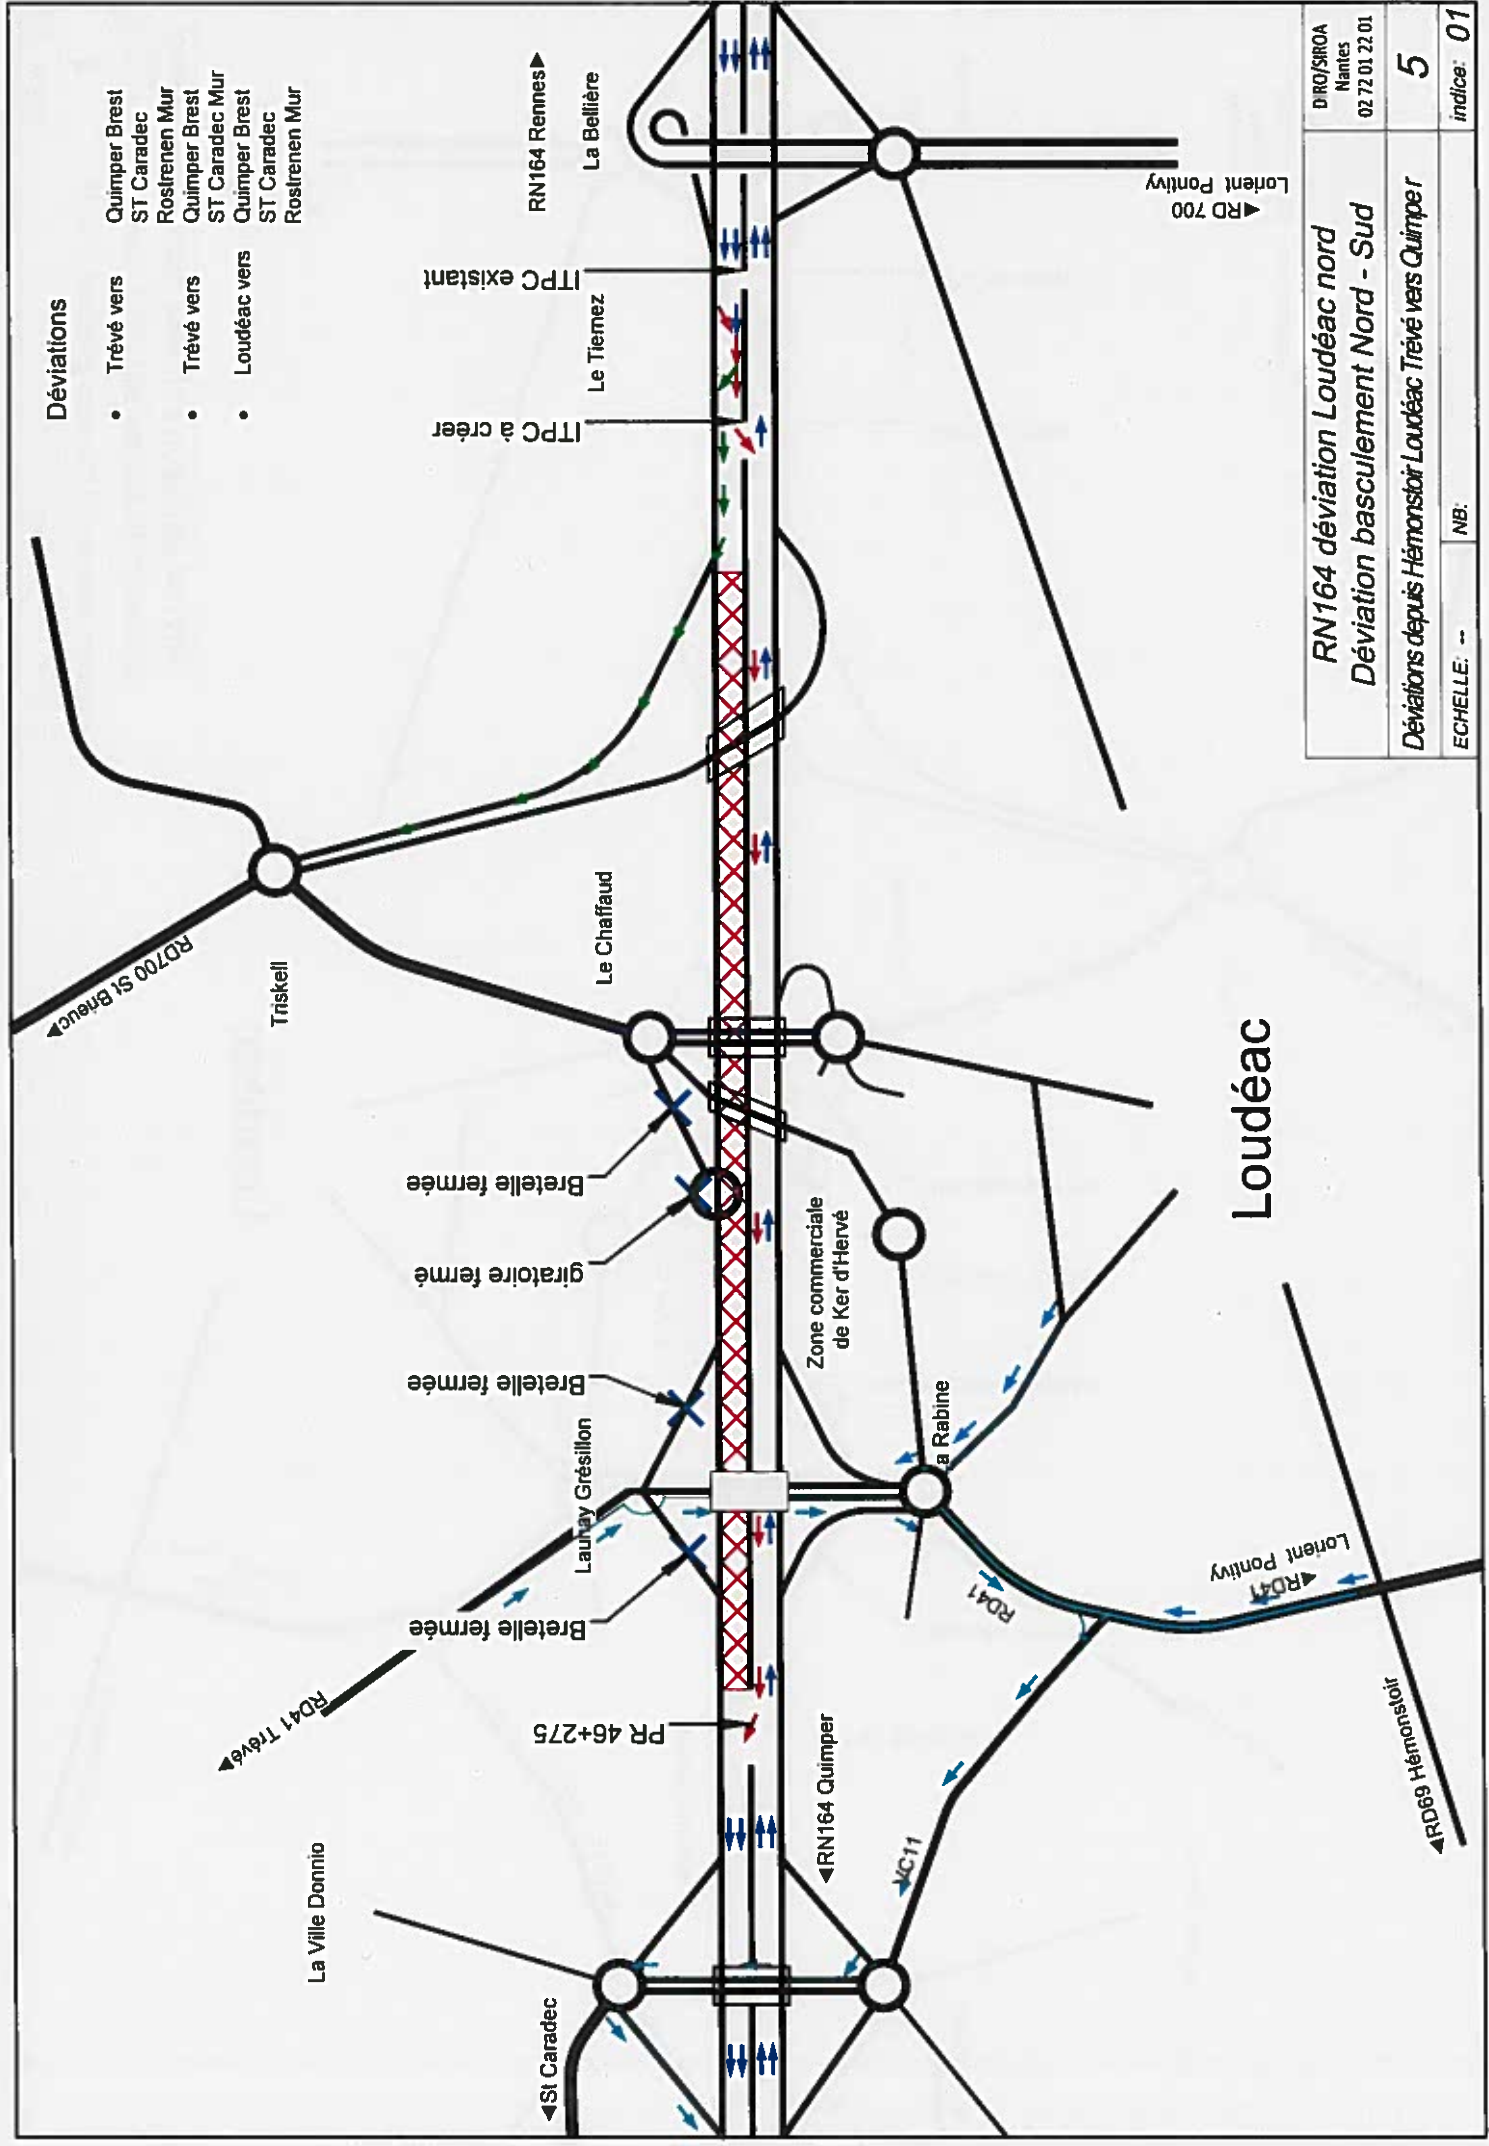 Déviations
• Trévé vers Quimper Brest
ST Caradec
Rostrenen Mur
• Trévé vers Quimper Brest
ST Caradec Mur
• Loudéac vers Quimper Brest
ST Caradec
Rostrenen Mur
RN164 Rennes►
La Bellière
ITPC existant
Le Tiernez
ITPC à créer
◄RD 700
Lorient Pontivy
RD700 St Brieuc►
Triskell
Le Chaffaud
Bretelle fermée
giratoire fermé
Bretelle fermée
Zone commerciale
de Ker d'Hervé
Launay Grésillon
Bretelle fermée
a Rabine
Loudéac
RD41
◄RD41
Lorient Pontivy
RD41 Trévé►
PR 46+275
◄RN164 Quimper
VC11
◄RD69 Hémonstoir
La Ville Donnio
◄St Caradec
RN164 déviation Loudéac nord
Déviation basculement Nord - Sud
DIRO/SIROA
Nantes
02 72 01 22 01
Déviations depuis Hémonstoir Loudéac Trévé vers Quimper
5
ECHELLE: --
NB:
indice: 01